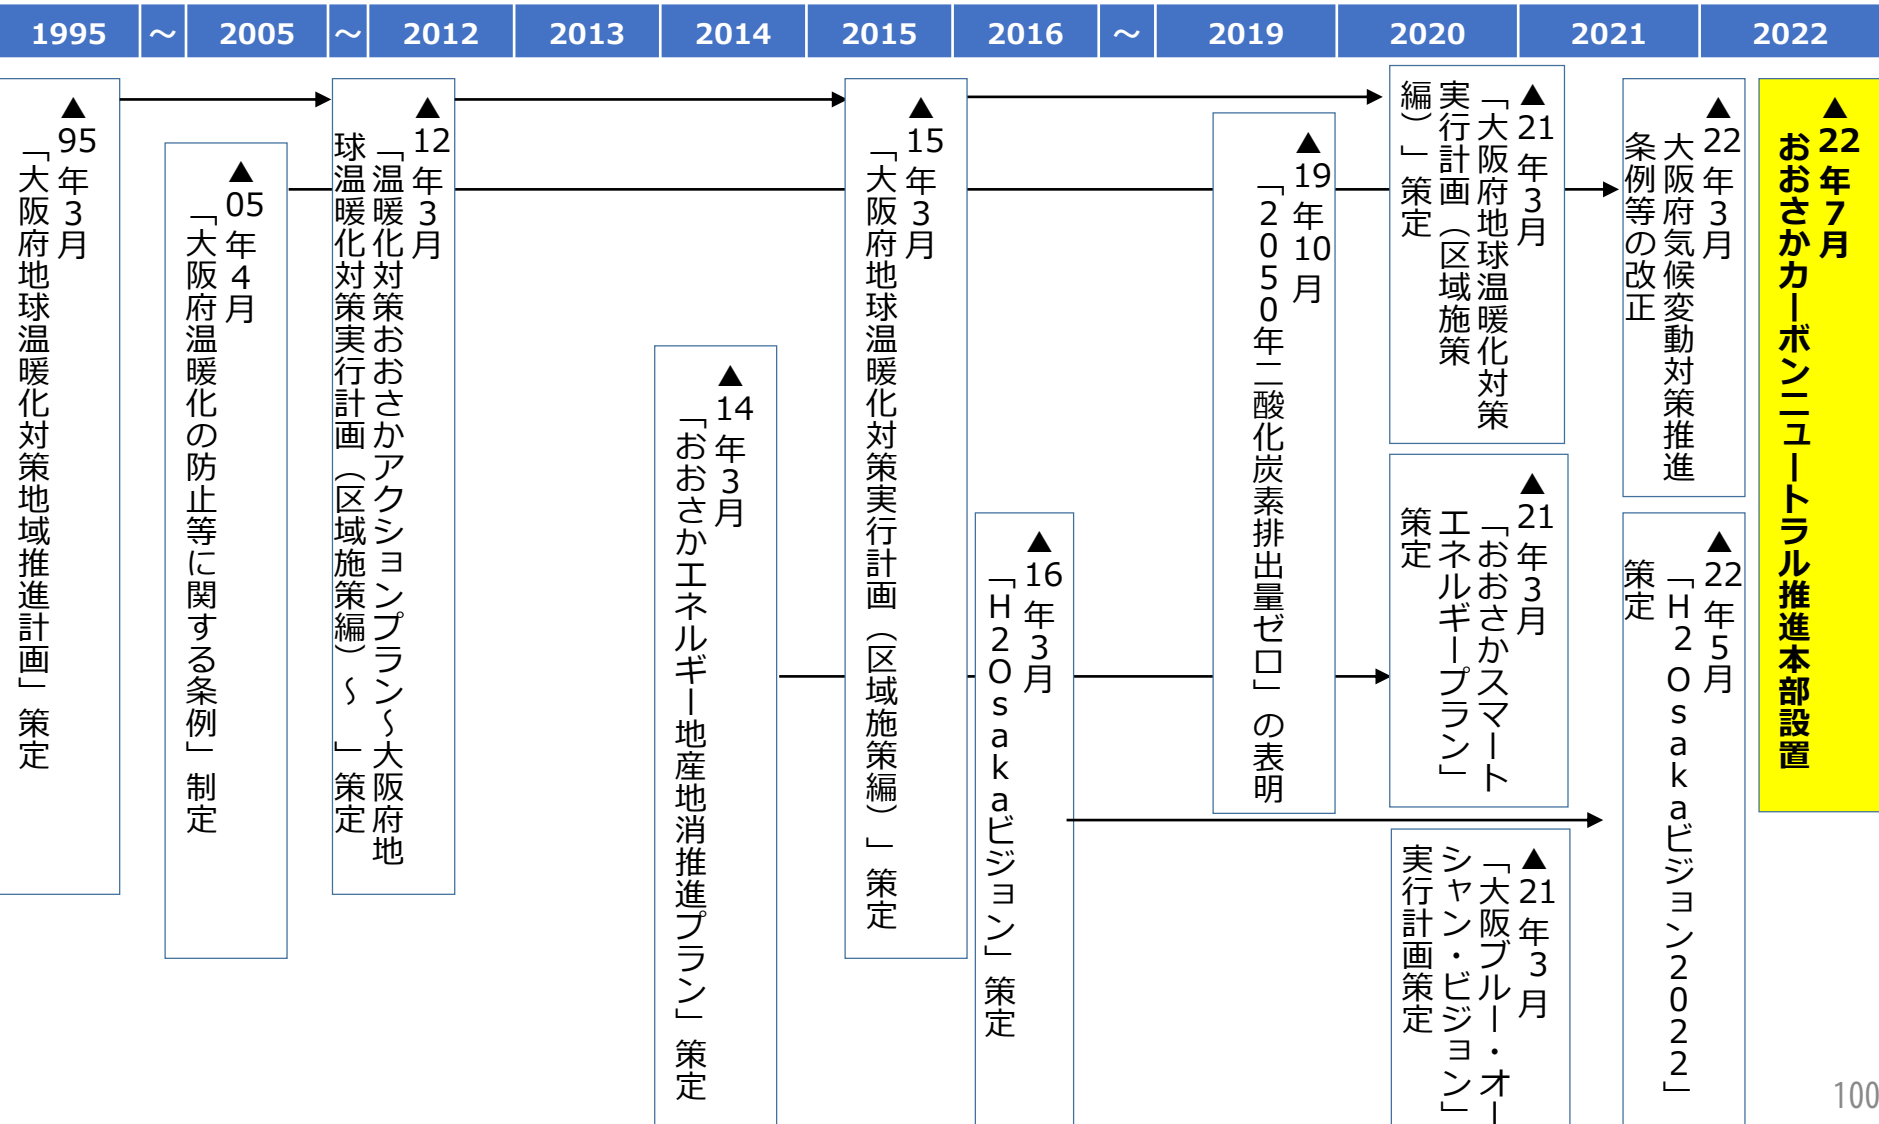 1995 ～ 2005 ～ 2012 2013 2014 2015 2016 ～ 2019 2020 2021 2022
▲
95年3月
「大阪府地球温暖化対策地域推進計画」策定
▲
05年4月
「大阪府温暖化の防止等に関する条例」制定
▲
12年3月
「温暖化対策おおさかアクションプラン～大阪府地
球温暖化対策実行計画（区域施策編）～ 」策定
▲
14年3月
「おおさかエネルギー地産地消推進プラン」策定
▲
15年3月
「大阪府地球温暖化対策実行計画（区域施策編）」策定
▲
16年3月
「H2Osakaビジョン」策定
▲
19年10月
「2050年二酸化炭素排出量ゼロ」の表明
▲
21年3月
「大阪府地球温暖化対策
実行計画（区域施策
編）」策定
▲
21年3月
「おおさかスマート
エネルギープラン」
策定
▲
21年3月
「大阪ブルー・オー
シャン・ビジョン」
実行計画策定
▲
22年3月
大阪府気候変動対策推進
条例等の改正
▲
22年5月
「H2Osakaビジョン2022」
策定
▲
22年7月
おおさかカーボンニュートラル推進本部設置
100